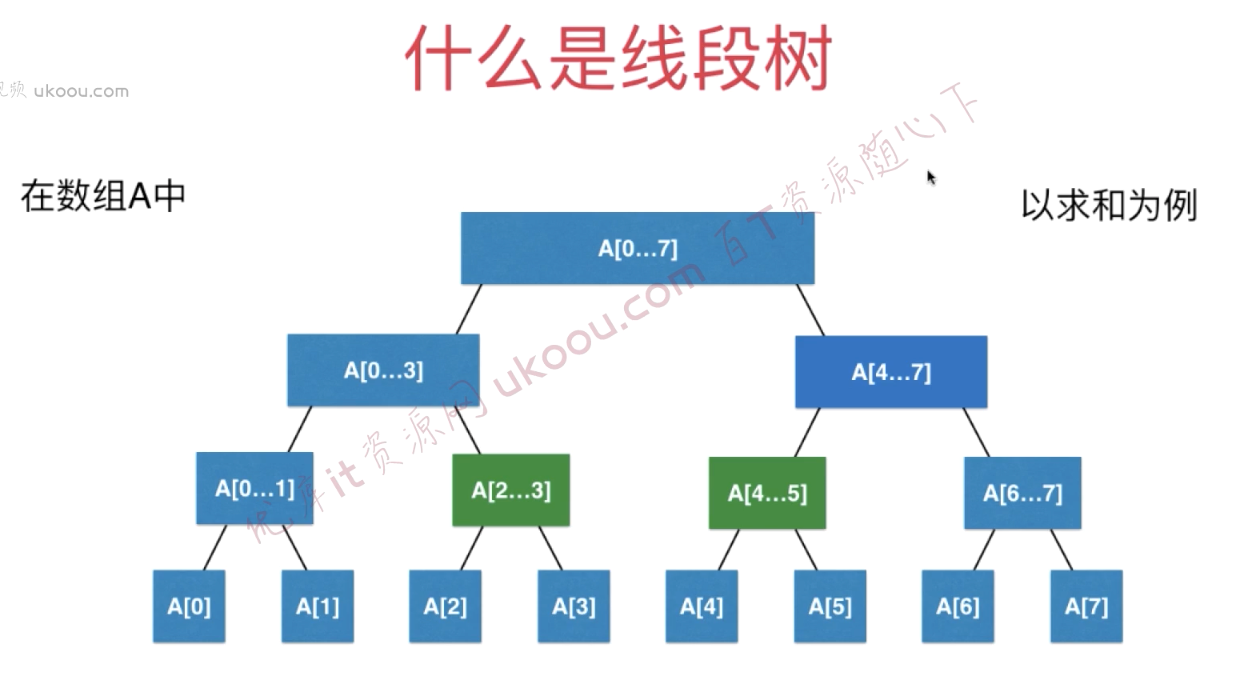 什么是线段树
视频 ukoou.com
在数组A中
以求和为例
A[0…7]
A[0…3]
A[4…7]
A[0…1]
A[2…3]
A[4…5]
A[6…7]
A[0]
A[1]
A[2]
A[3]
A[4]
A[5]
A[6]
A[7]
优库it资源网 ukoou.com 百T资源随心下